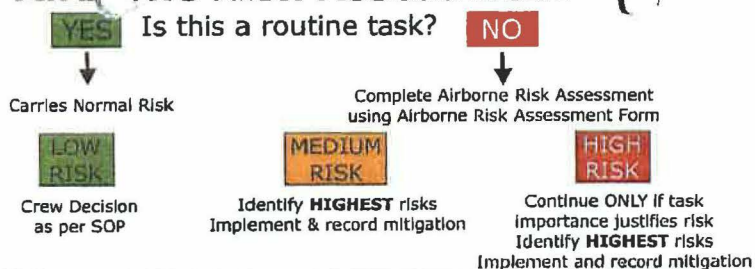 YES Is this a routine task? NO
Carries Normal Risk
Complete Airborne Risk Assessment
using Airborne Risk Assessment Form
LOW
RISK
MEDIUM
RISK
HIGH
RISK
Crew Decision
as per SOP
Identify HIGHEST risks
Implement & record mitigation
Continue ONLY if task
importance justifies risk
Identify HIGHEST risks
Implement and record mitigation